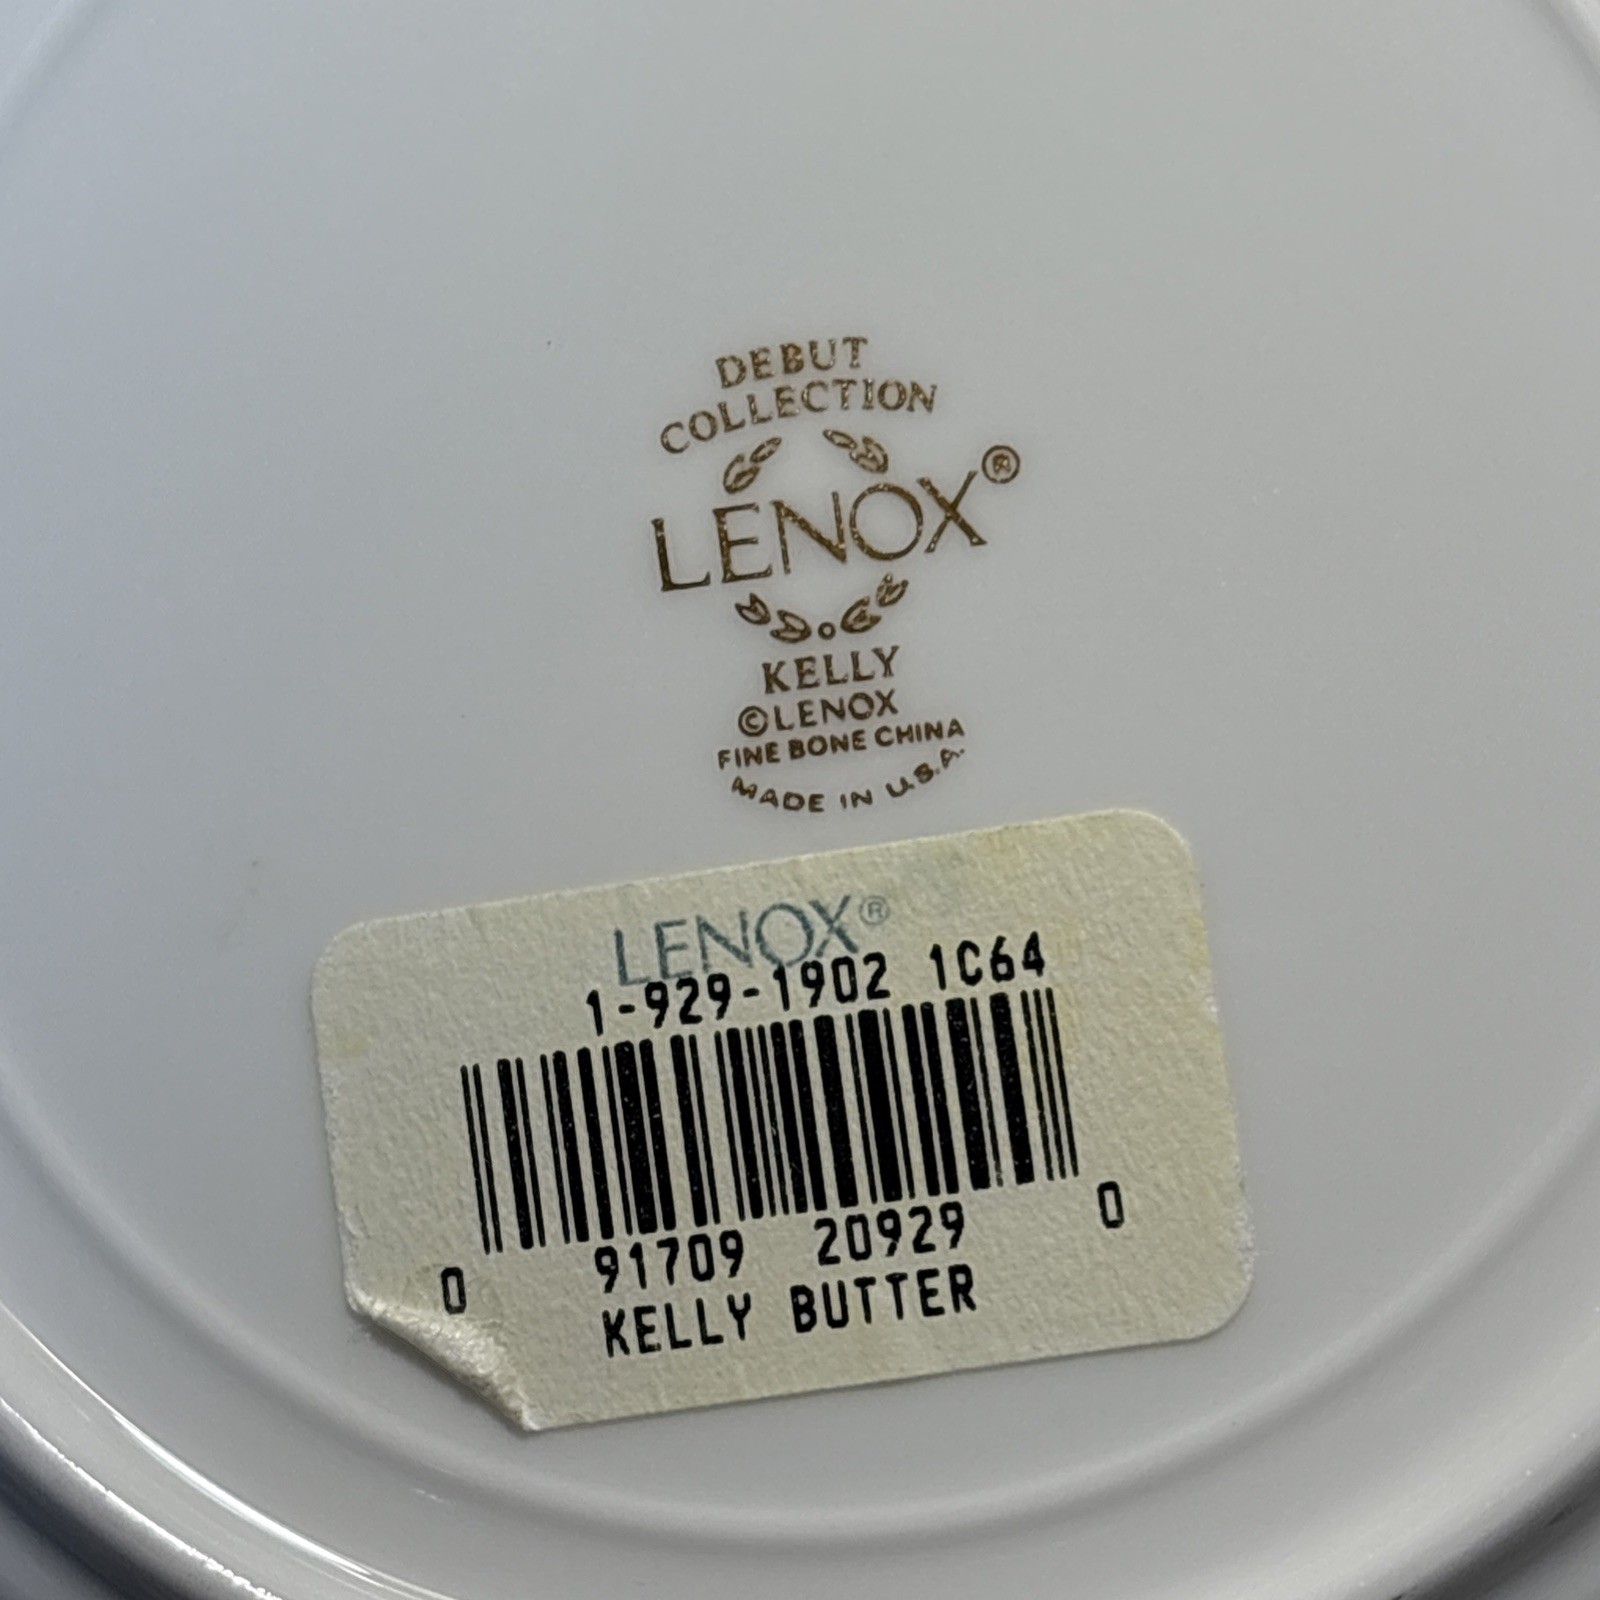 DEBUT
COLLECTION
LENOX®
KELLY
©LENOX
FINE BONE CHINA
MADE IN U.S.A.
LENOX®
1-929-1902 1C64
0 91709 20929 0
KELLY BUTTER